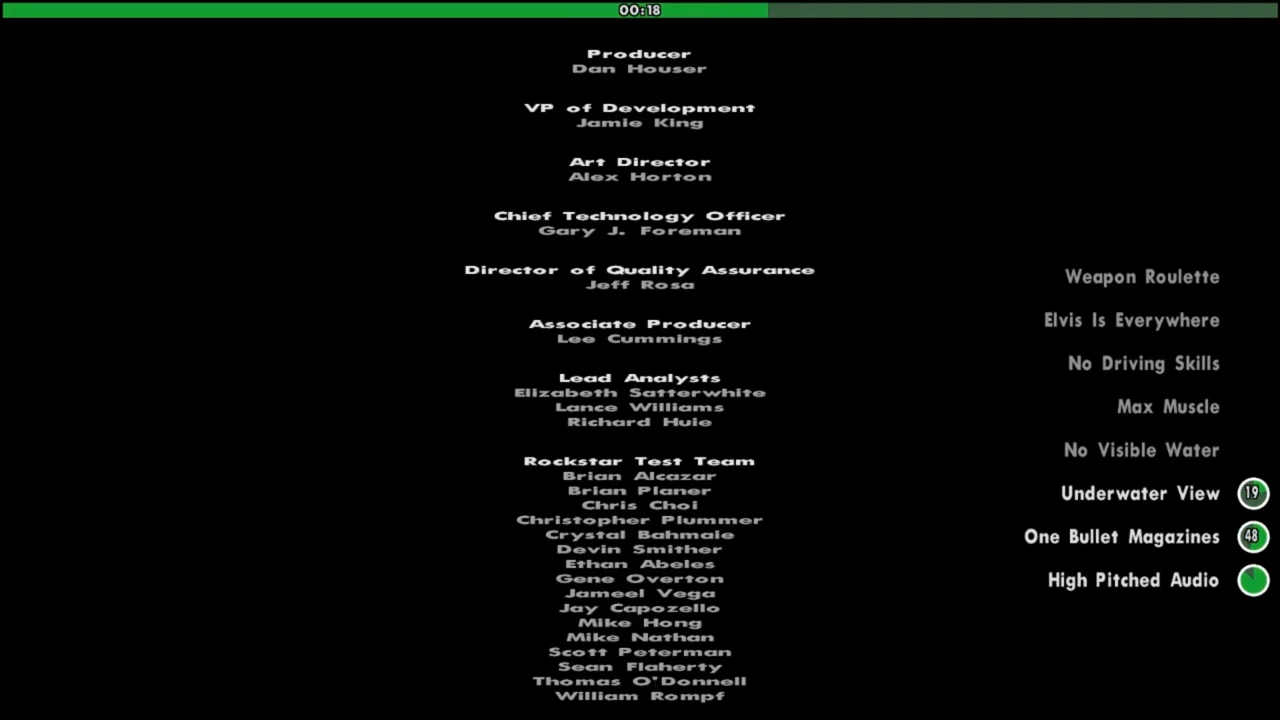 00:18
Producer
Dan Houser
VP of Development
Jamie King
Art Director
Alex Horton
Chief Technology Officer
Gary J. Foreman
Director of Quality Assurance
Jeff Rosa
Associate Producer
Lee Cummings
Lead Analysts
Elizabeth Satterwhite
Lance Williams
Richard Huie
Rockstar Test Team
Brian Alcazar
Brian Planer
Chris Choi
Christopher Plummer
Crystal Bahmaie
Devin Smither
Ethan Abeles
Gene Overton
Jameel Vega
Jay Capozello
Mike Hong
Mike Nathan
Scott Peterman
Sean Flaherty
Thomas O'Donnell
William Rompf
Weapon Roulette
Elvis Is Everywhere
No Driving Skills
Max Muscle
No Visible Water
Underwater View 19
One Bullet Magazines 48
High Pitched Audio